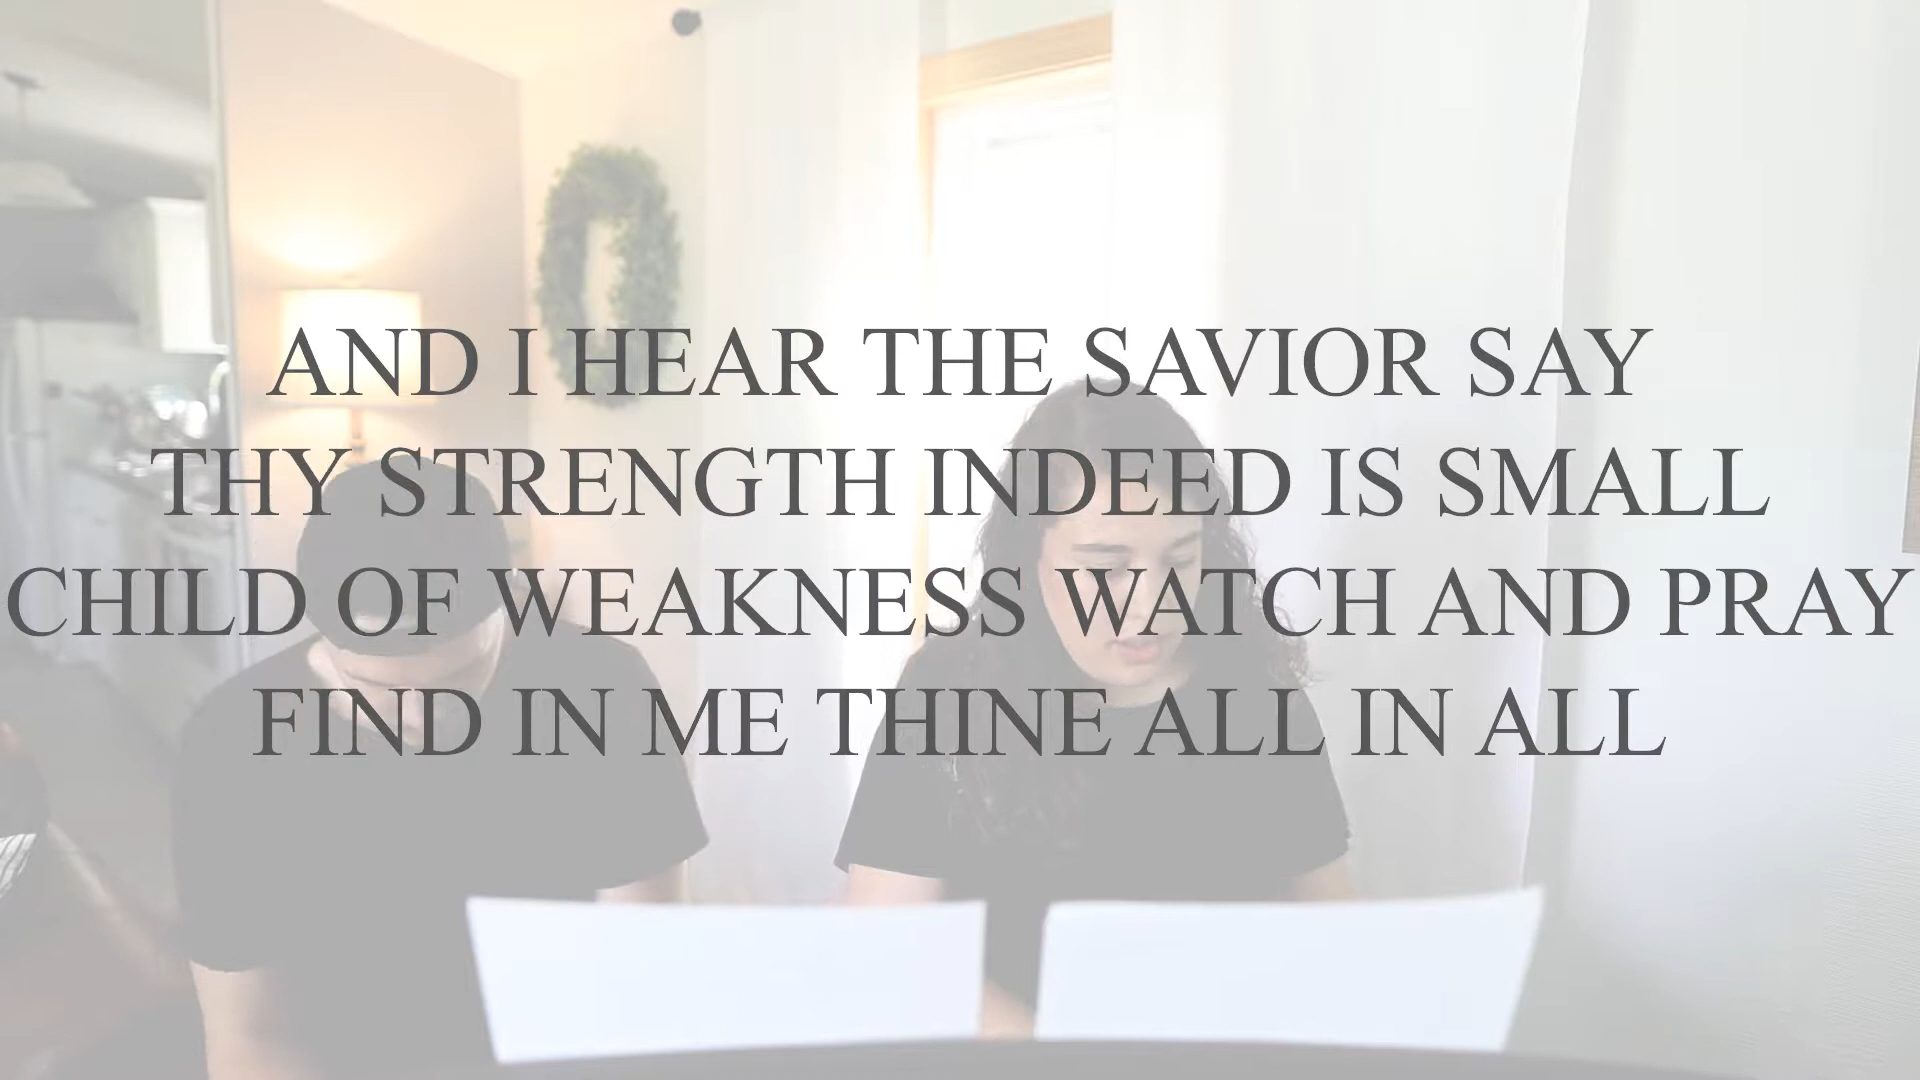 AND I HEAR THE SAVIOR SAY
THY STRENGTH INDEED IS SMALL
CHILD OF WEAKNESS WATCH AND PRAY
FIND IN ME THINE ALL IN ALL